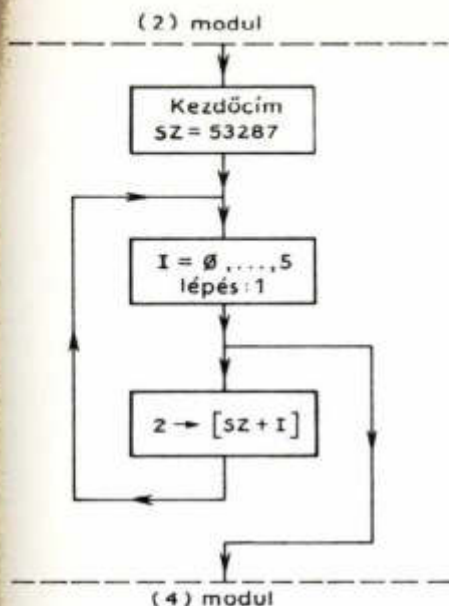 (2) modul
Kezdőcím
SZ = 53287
I = Ø,...,5
lépés:1
2 → [SZ + I]
(4) modul